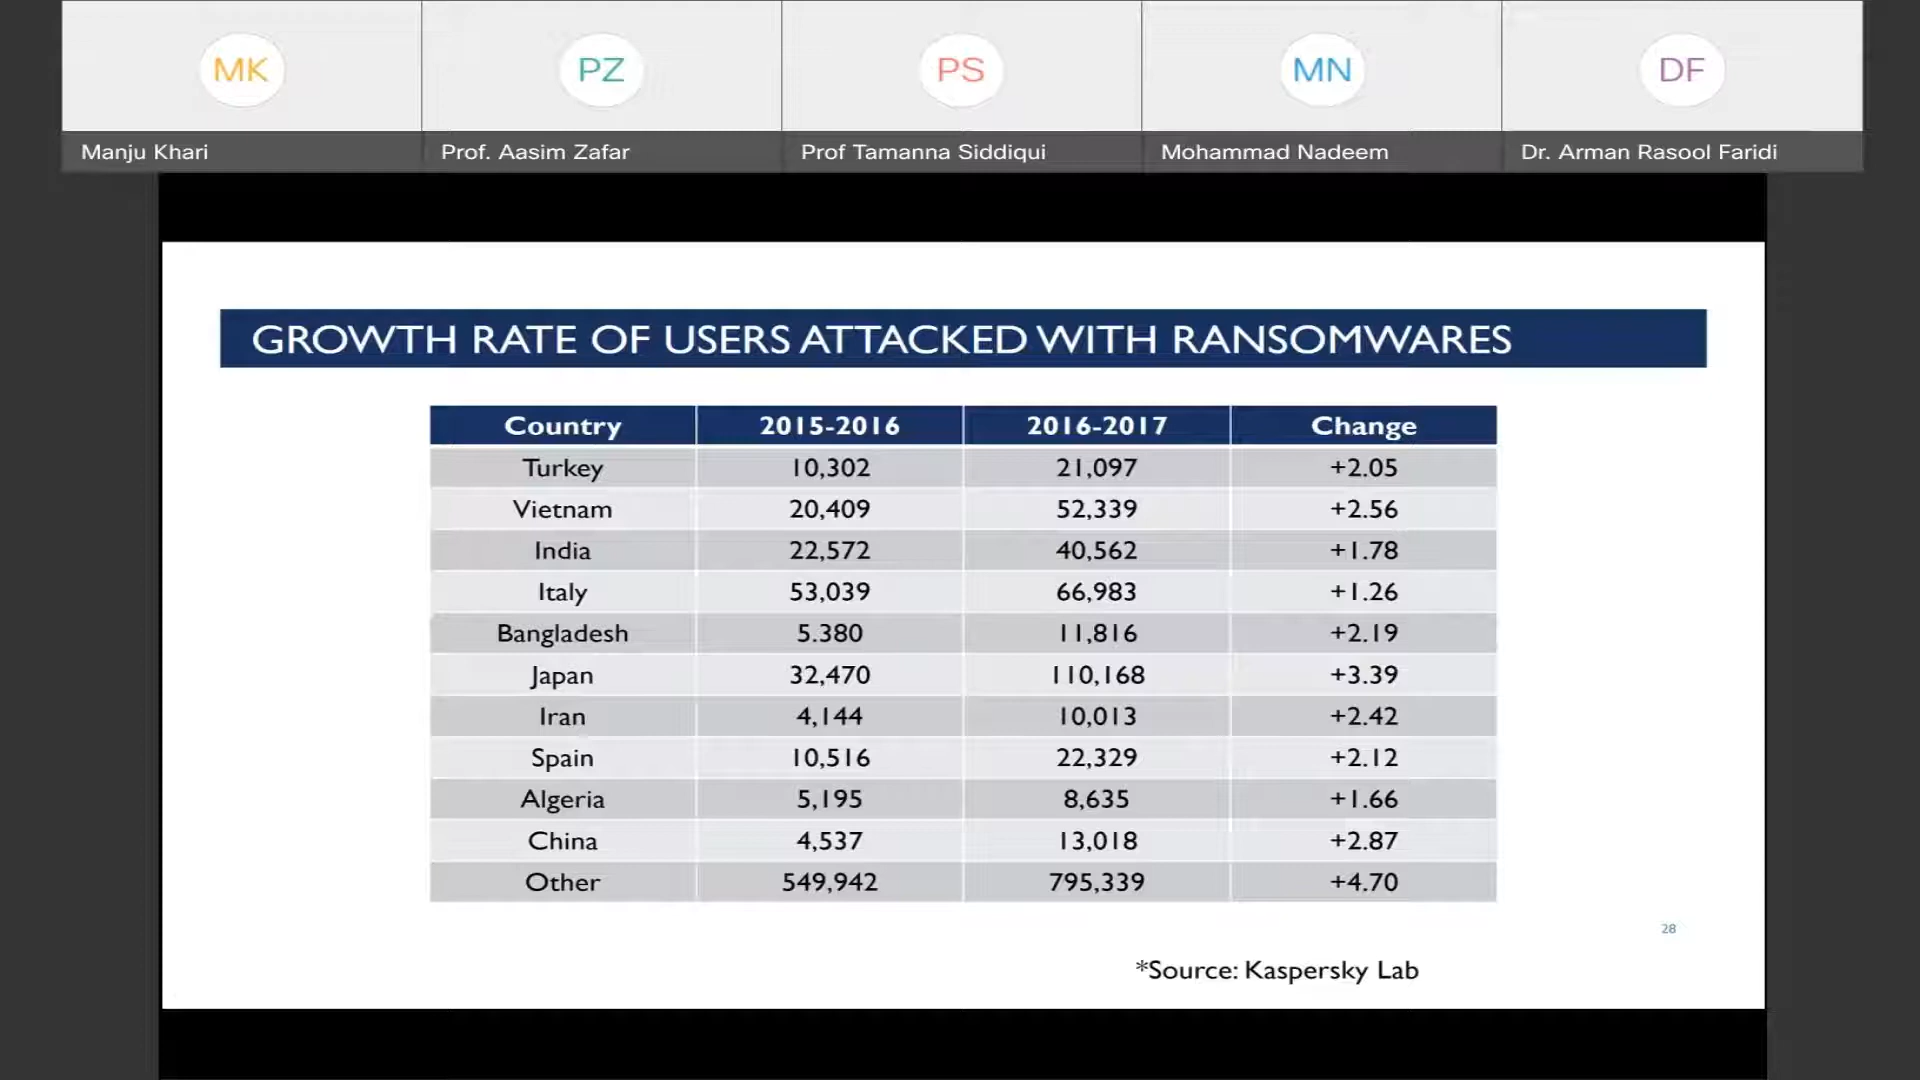 MK PZ PS MN DF
Manju Khari Prof. Aasim Zafar Prof Tamanna Siddiqui Mohammad Nadeem Dr. Arman Rasool Faridi
GROWTH RATE OF USERS ATTACKED WITH RANSOMWARES
Country 2015-2016 2016-2017 Change
Turkey 10,302 21,097 +2.05
Vietnam 20,409 52,339 +2.56
India 22,572 40,562 +1.78
Italy 53,039 66,983 +1.26
Bangladesh 5.380 11,816 +2.19
Japan 32,470 110,168 +3.39
Iran 4,144 10,013 +2.42
Spain 10,516 22,329 +2.12
Algeria 5,195 8,635 +1.66
China 4,537 13,018 +2.87
Other 549,942 795,339 +4.70
28
*Source: Kaspersky Lab